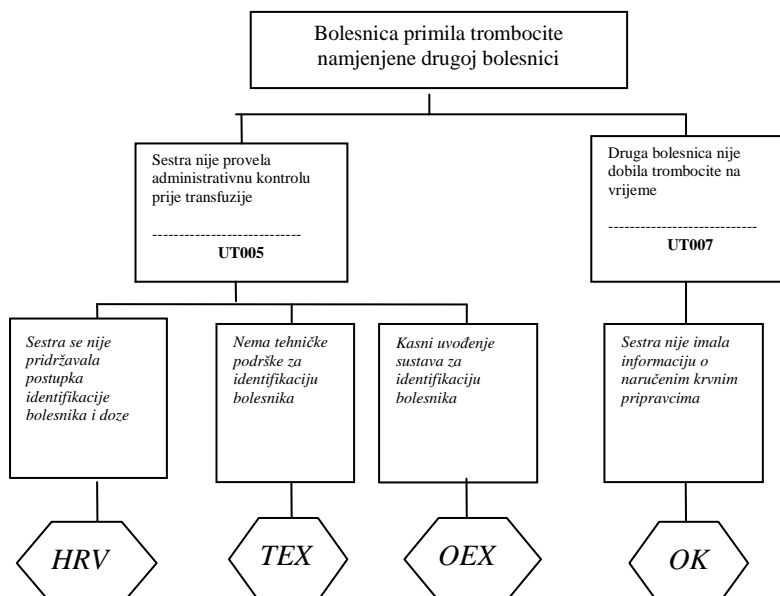 Bolesnica primila trombocite
namjenjene drugoj bolesnici
Sestra nije provela
administrativnu kontrolu
prije transfuzije
----------------------------
UT005
Druga bolesnica nije
dobila trombocite na
vrijeme
----------------------------
UT007
Sestra se nije
pridržavala
postupka
identifikacije
bolesnika i doze
Nema tehničke
podrške za
identifikaciju
bolesnika
Kasni uvođenje
sustava za
identifikaciju
bolesnika
Sestra nije imala
informaciju o
naručenim krvnim
pripravcima
HRV
TEX
OEX
OK